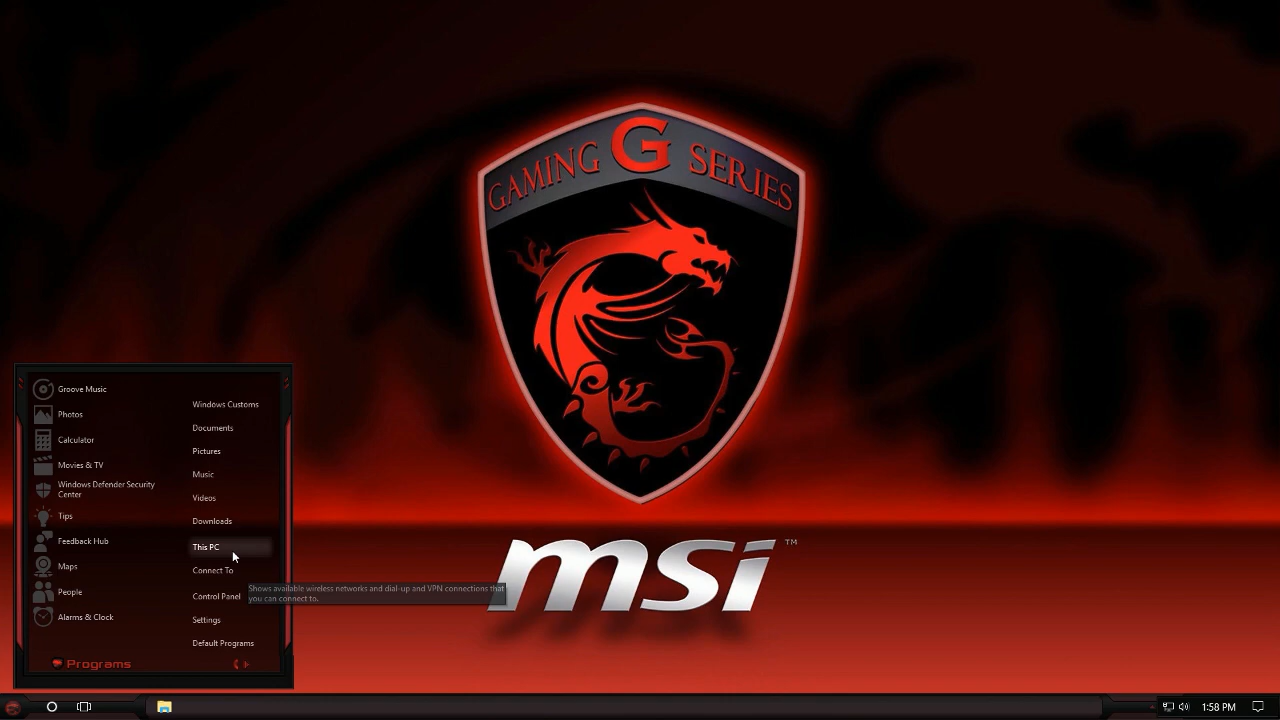 GAMING G SERIES
msi ™
Groove Music
Photos
Calculator
Movies & TV
Windows Defender Security
Center
Tips
Feedback Hub
Maps
People
Alarms & Clock
Programs
Windows Customs
Documents
Pictures
Music
Videos
Downloads
This PC
Connect To
Shows available wireless networks and dial-up and VPN connections that
you can connect to.
Control Panel
Settings
Default Programs
1:58 PM